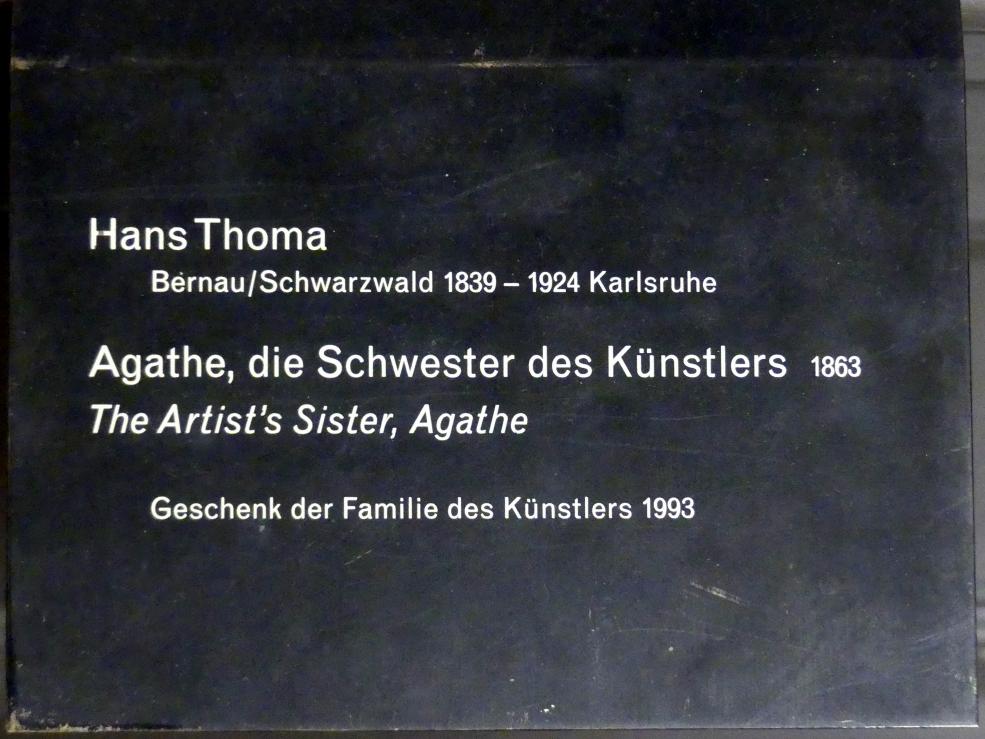 Hans Thoma
Bernau/Schwarzwald 1839 – 1924 Karlsruhe
Agathe, die Schwester des Künstlers 1863
The Artist's Sister, Agathe
Geschenk der Familie des Künstlers 1993